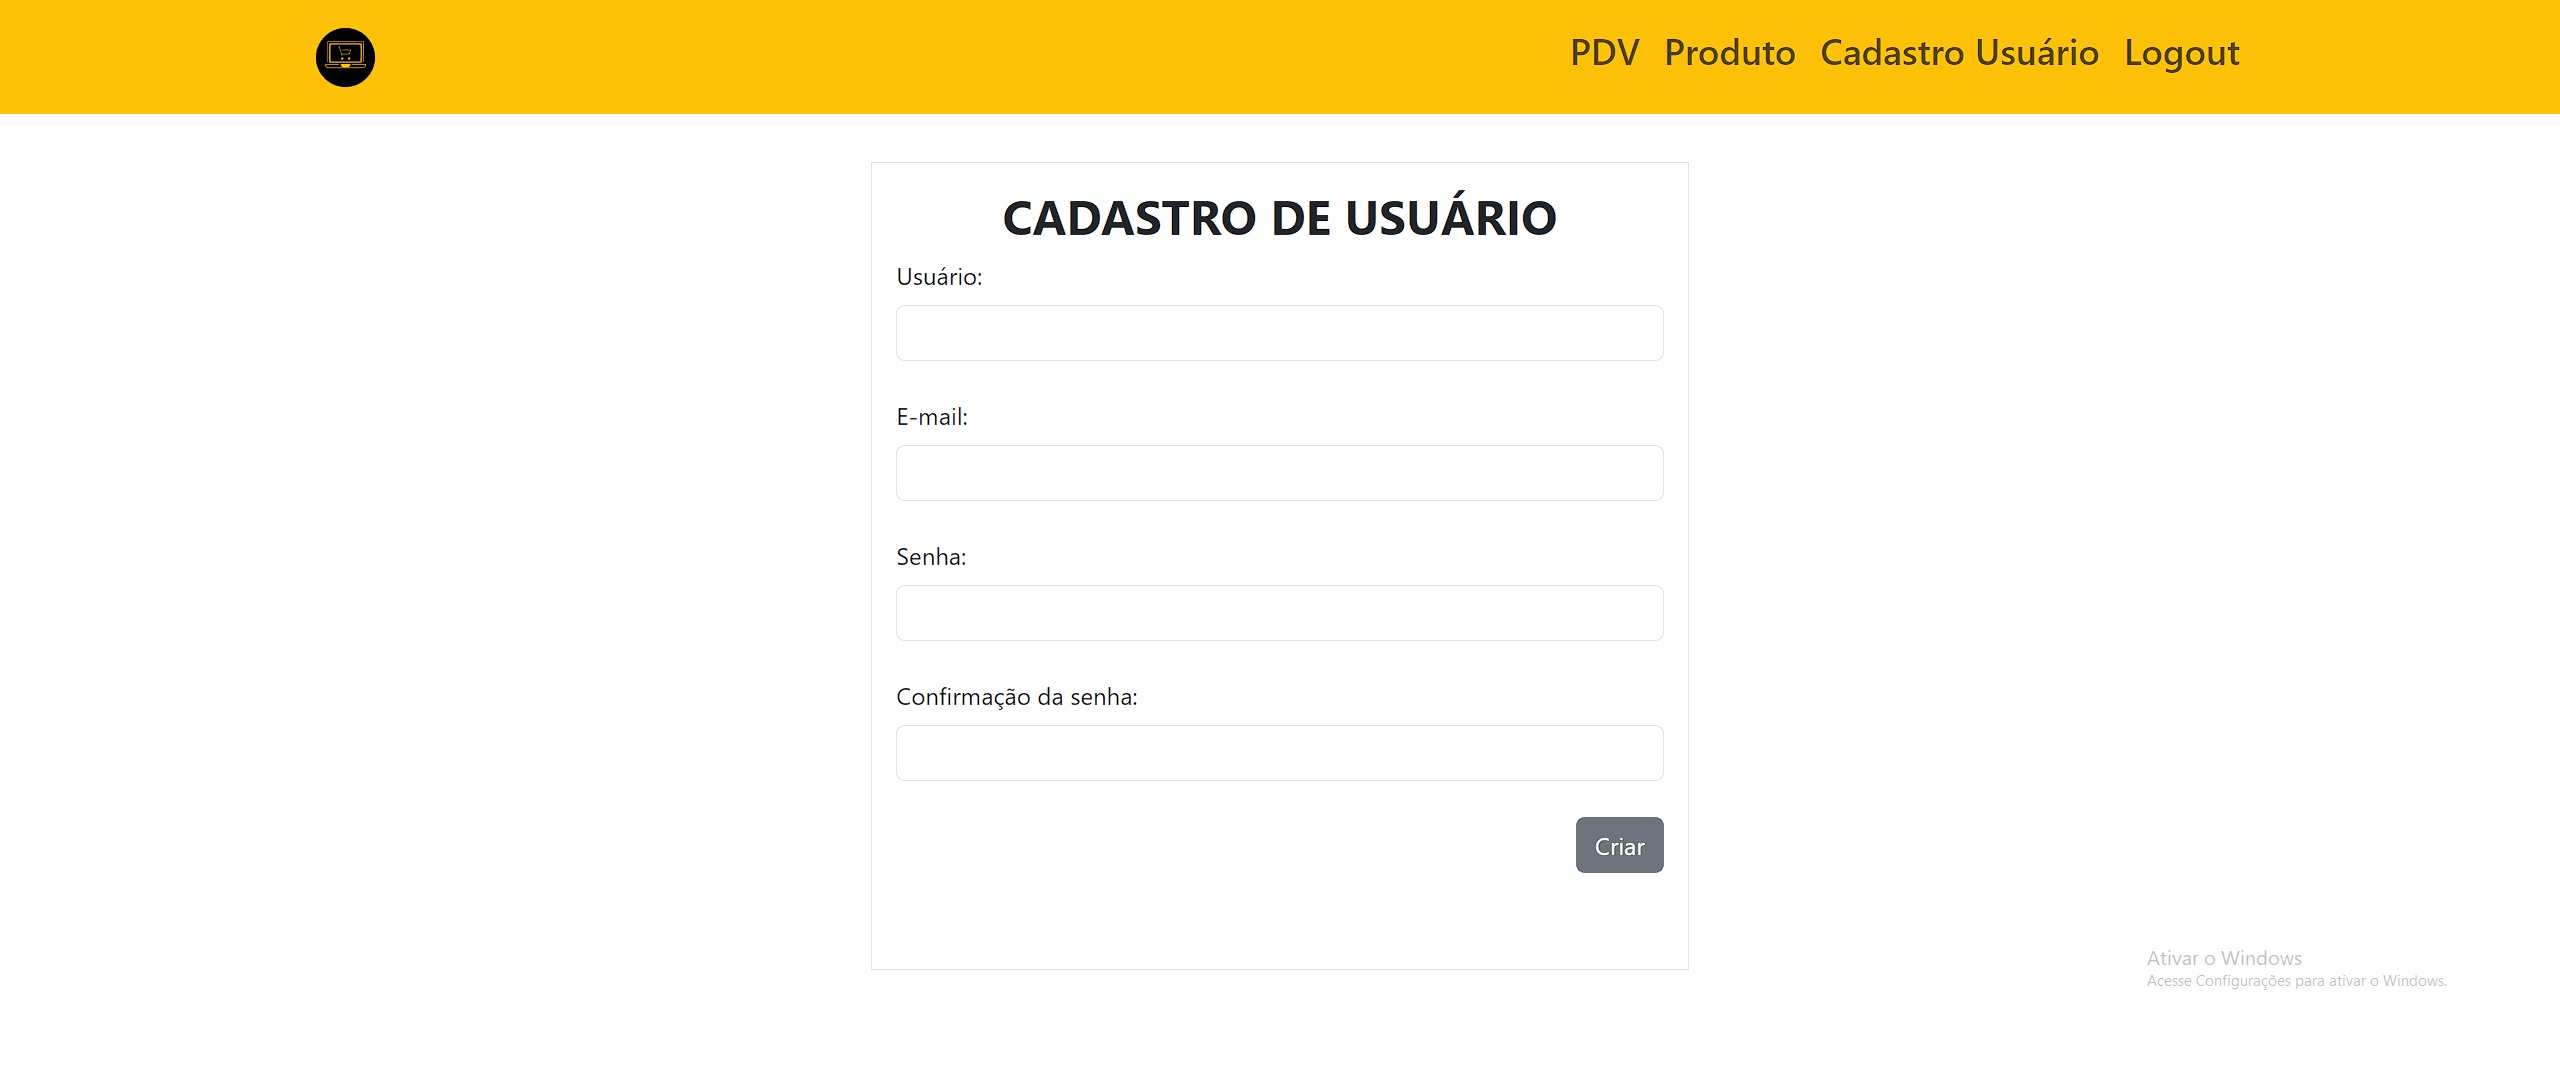 PDV Produto Cadastro Usuário Logout
CADASTRO DE USUÁRIO
Usuário:
E-mail:
Senha:
Confirmação da senha:
Criar
Ativar o Windows
Acesse Configurações para ativar o Windows.